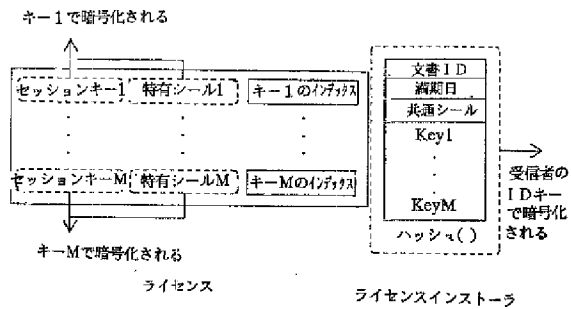 キー1で暗号化される
セッションキー1 特有シール1 キー1のインデックス
セッションキーM 特有シールM キーMのインデックス
キーMで暗号化される
ライセンス
文書ID
満期日
共通シール
Key1
KeyM
ハッシュ()
受信者の
IDキー
で暗号化
される
ライセンスインストーラ